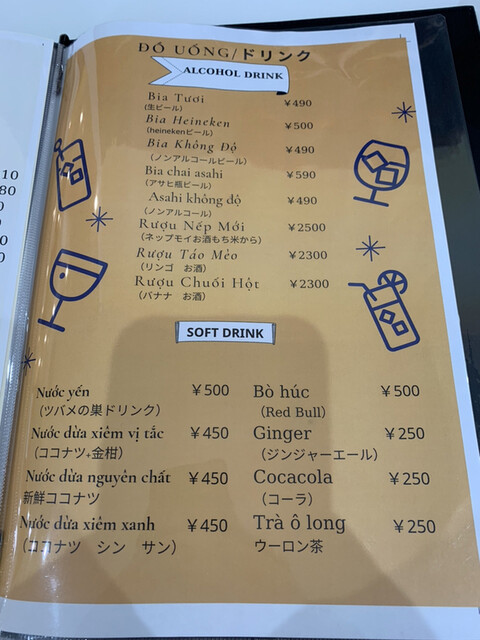 ĐỒ UỐNG/ドリンク
ALCOHOL DRINK
Bia Tươi ¥490
(生ビール)
Bia Heineken ¥500
(heinekenビール)
Bia Không Độ ¥490
(ノンアルコールビール)
Bia chai asahi ¥590
(アサヒ瓶ビール)
Asahi không độ ¥490
(ノンアルコール)
Rượu Nếp Mới ¥2500
(ネップモイお酒もち米から)
Rượu Táo Mèo ¥2300
(リンゴ お酒)
Rượu Chuối Hột ¥2300
(バナナ お酒)
SOFT DRINK
Nước yến ¥500
(ツバメの巣ドリンク)
Nước dừa xiêm vị tắc ¥450
(ココナツ+金柑)
Nước dừa nguyên chất ¥450
新鮮ココナツ
Nước dừa xiêm xanh ¥450
(ココナツ シン サン)
Bò húc ¥500
(Red Bull)
Ginger ¥250
(ジンジャーエール)
Cocacola ¥250
(コーラ)
Trà ô long ¥250
ウーロン茶
10
80
0
0
0